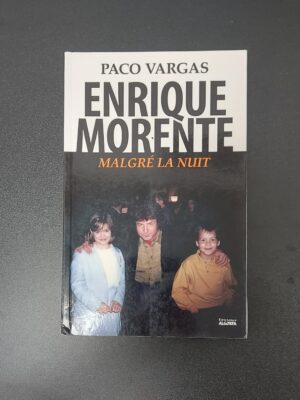 PACO VARGAS
ENRIQUE
MORENTE
MALGRÉ LA NUIT